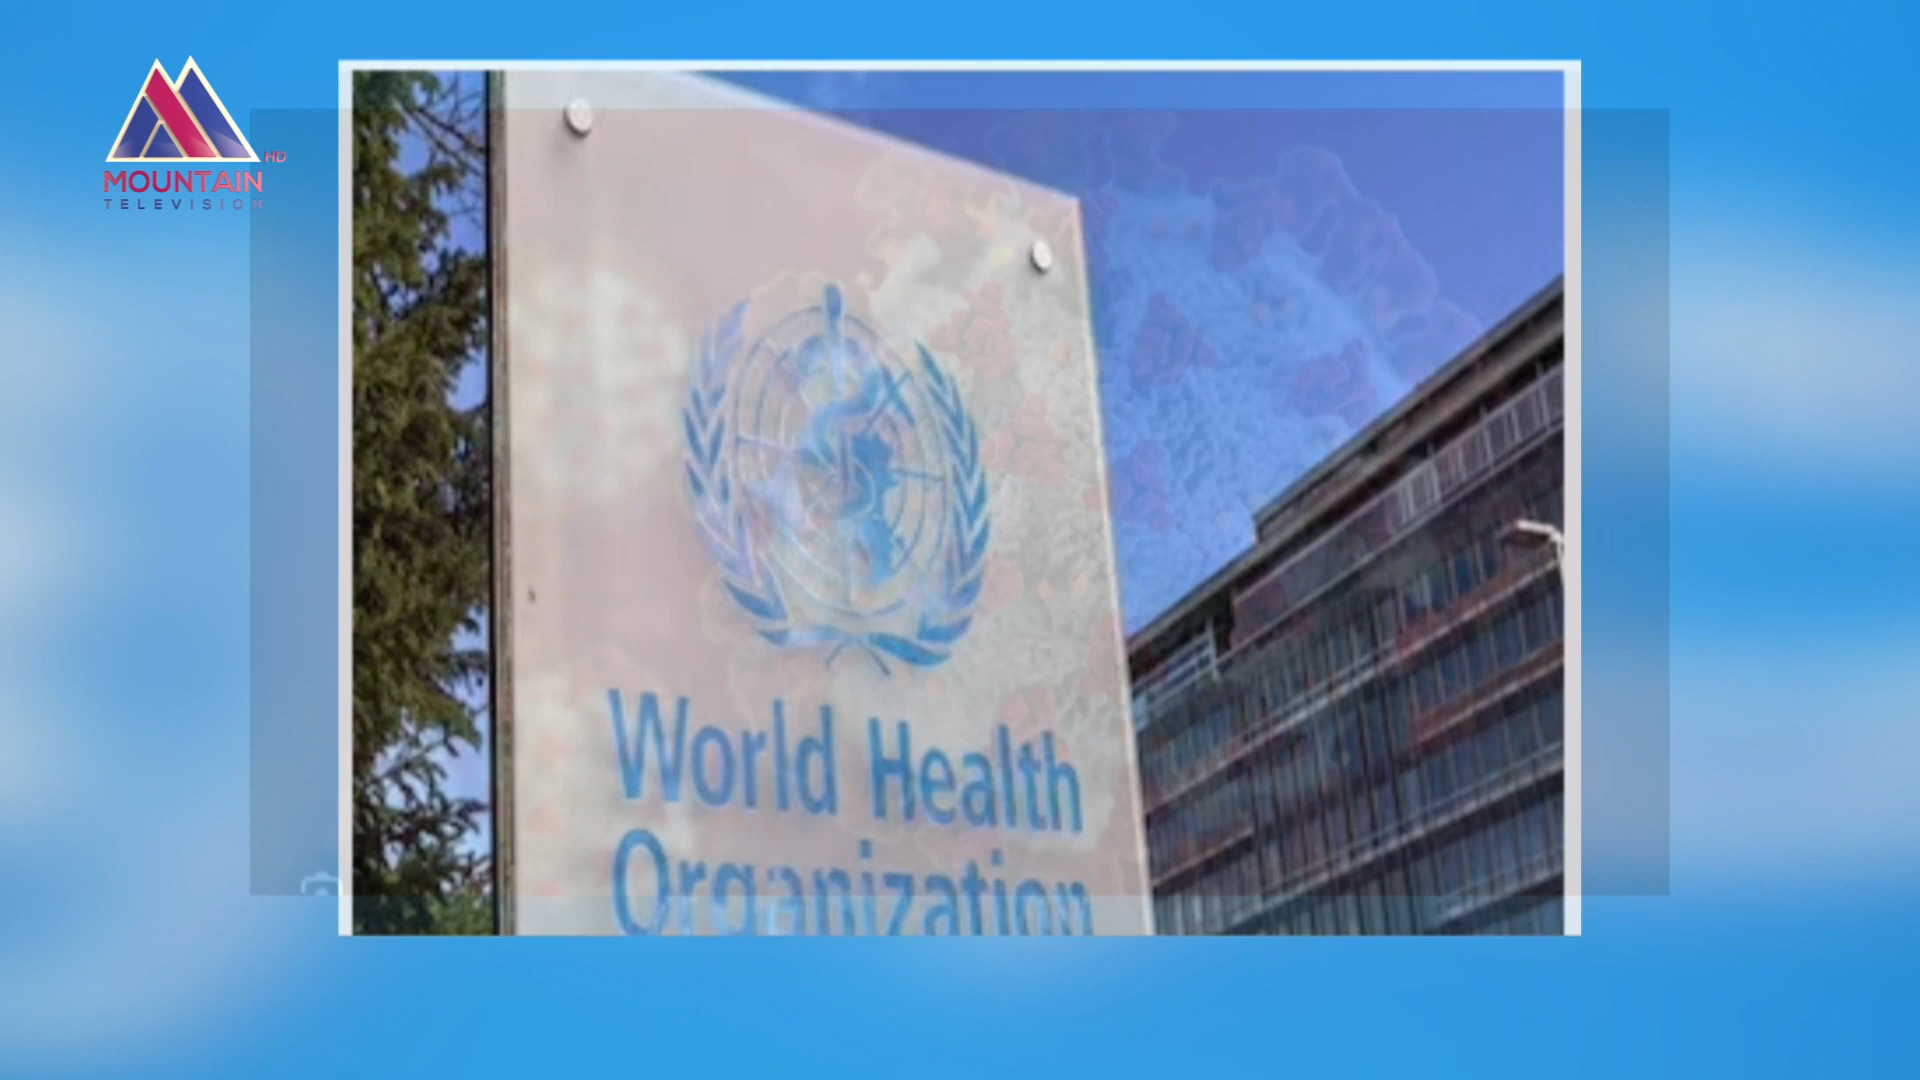 HD
MOUNTAIN
TELEVISION
World Health
Organization